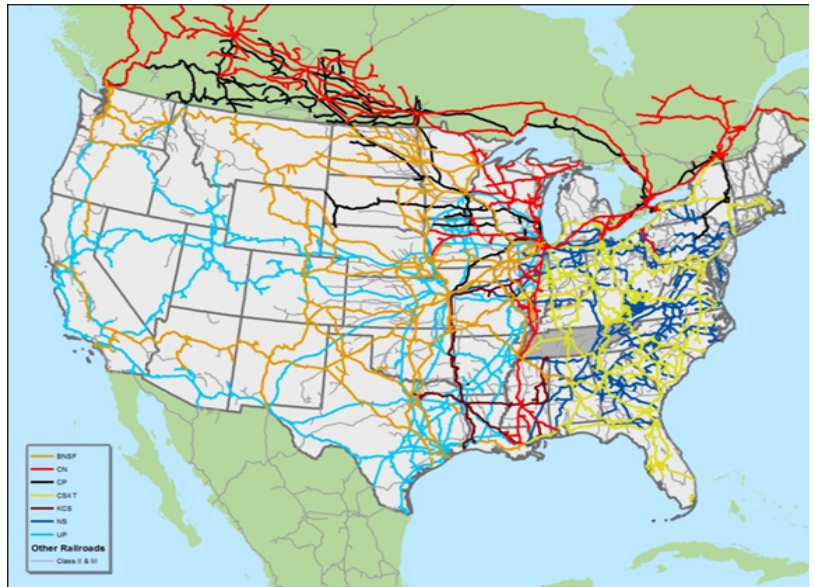 BNSF
CN
CP
CSXT
KCS
NS
UP
Other Railroads
Class II & III